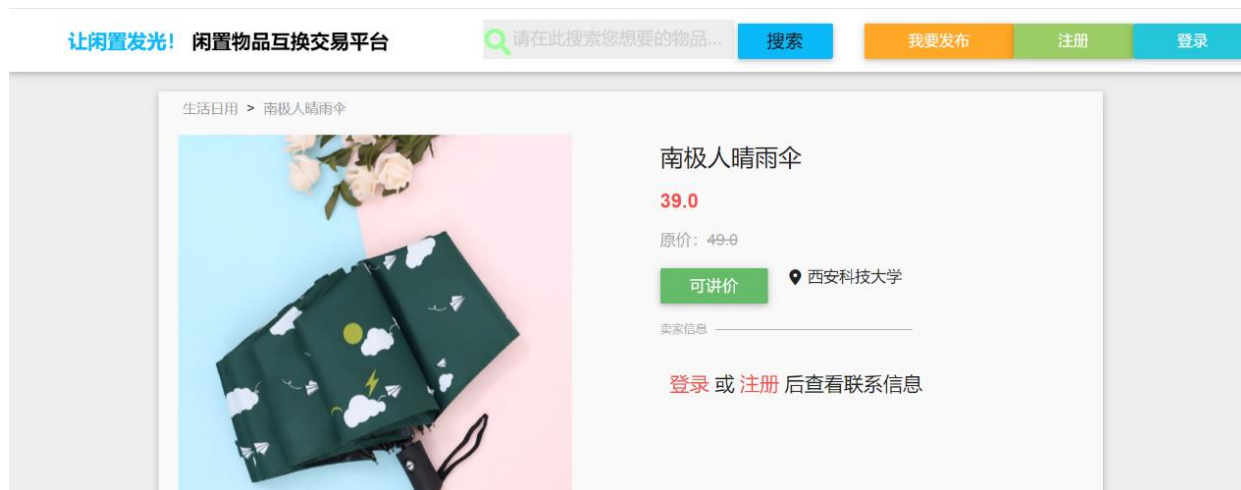 让闲置发光! 闲置物品互换交易平台 请在此搜索您想要的物品... 搜索 我要发布 注册 登录
生活日用 > 南极人晴雨伞
南极人晴雨伞
39.0
原价: 49.0
可讲价 西安科技大学
卖家信息
登录 或 注册 后查看联系信息